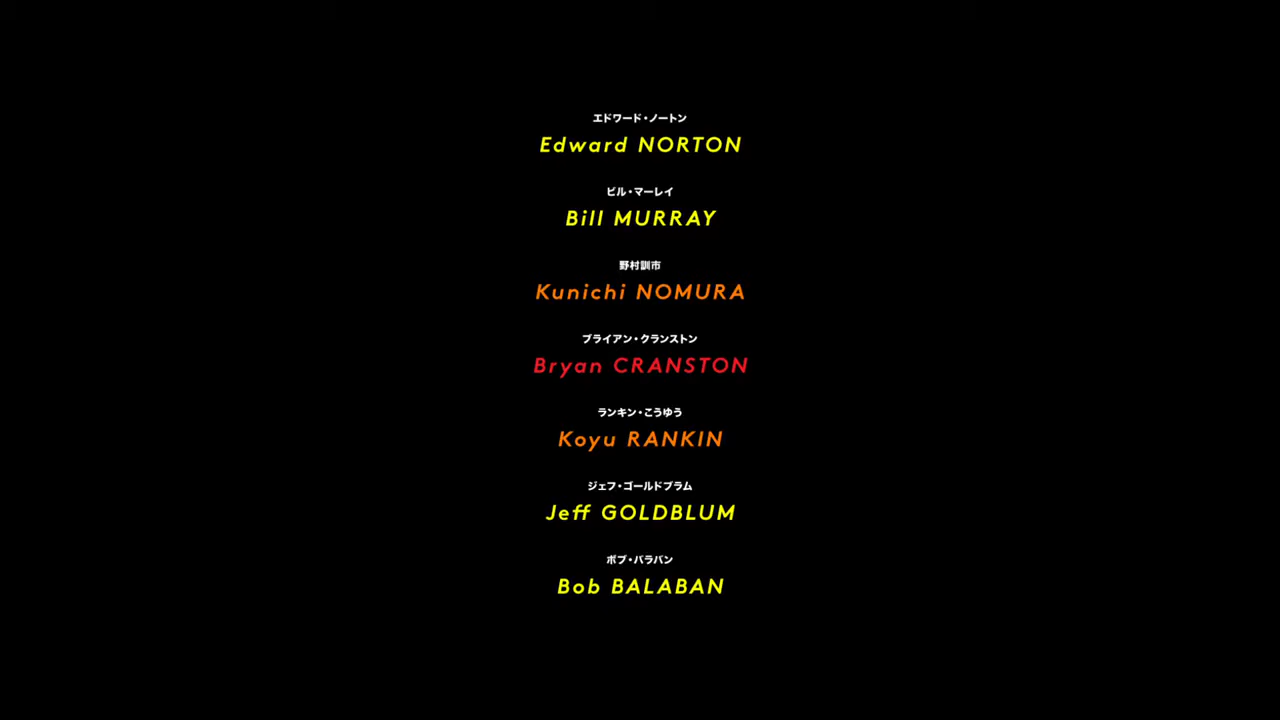 エドワード・ノートン
Edward NORTON
ビル・マーレイ
Bill MURRAY
野村訓市
Kunichi NOMURA
ブライアン・クランストン
Bryan CRANSTON
ランキン・こうゆう
Koyu RANKIN
ジェフ・ゴールドブラム
Jeff GOLDBLUM
ボブ・バラバン
Bob BALABAN